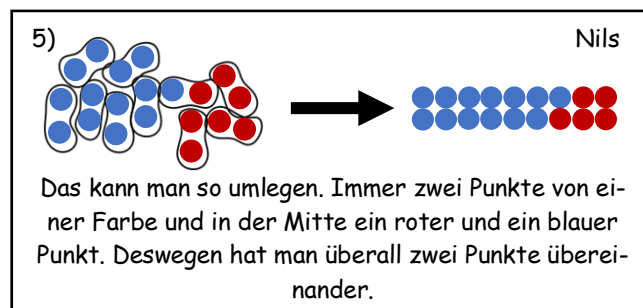 5) Nils
Das kann man so umlegen. Immer zwei Punkte von ei-
ner Farbe und in der Mitte ein roter und ein blauer
Punkt. Deswegen hat man überall zwei Punkte überei-
nander.